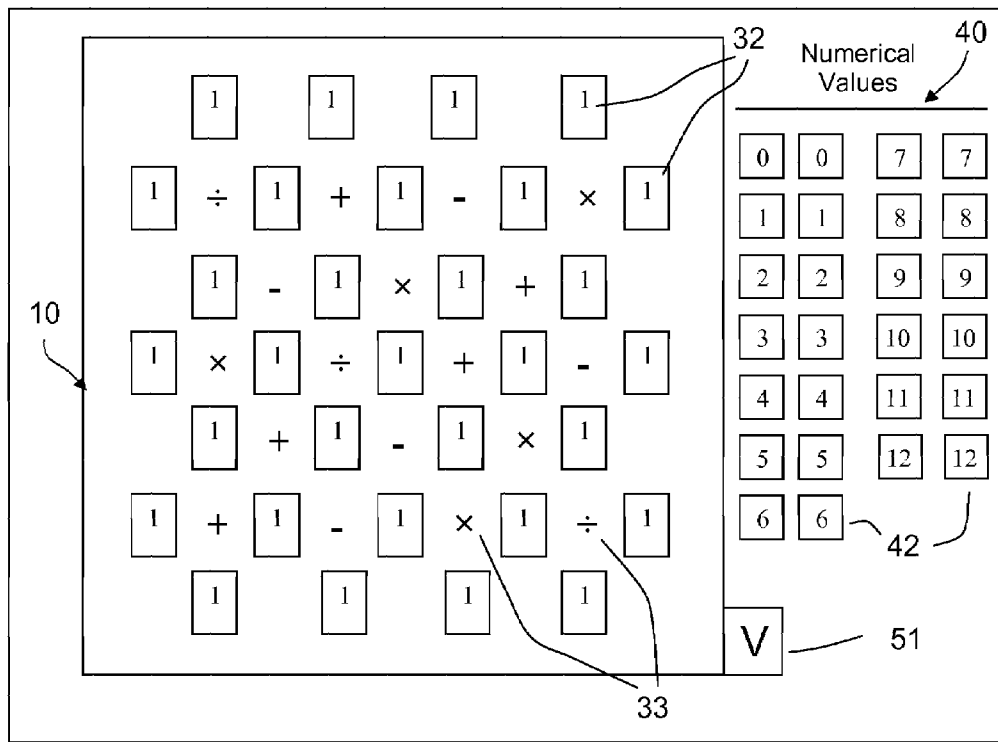 32
40
Numerical
Values
1 1 1 1
0 0 7 7
1 ÷ 1 + 1 - 1 × 1
1 1 8 8
1 - 1 × 1 + 1
2 2 9 9
10
1 × 1 ÷ 1 + 1 - 1
3 3 10 10
4 4 11 11
1 + 1 - 1 × 1
5 5 12 12
1 + 1 - 1 × 1 ÷ 1
6 6
42
1 1 1 1
V
51
33